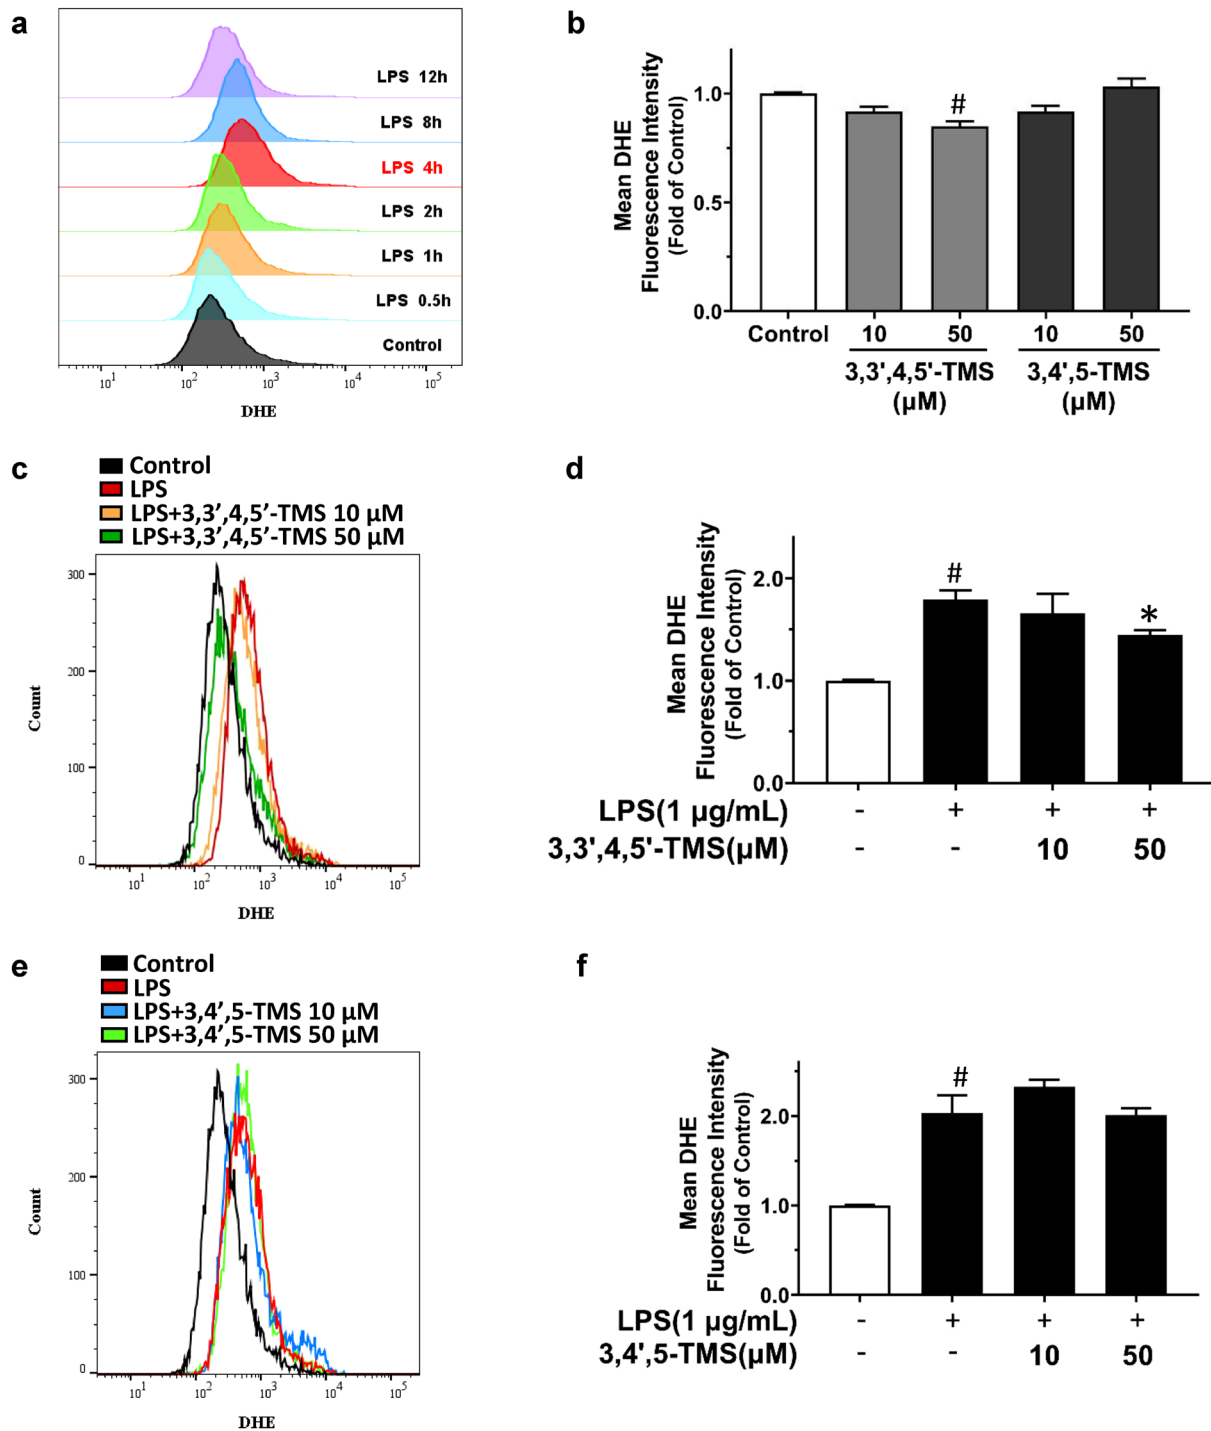 a
LPS 12h
LPS 8h
LPS 4h
LPS 2h
LPS 1h
LPS 0.5h
Control
10¹ 10² 10³ 10⁴ 10⁵
DHE
b
Mean DHE
Fluorescence Intensity
(Fold of Control)
1.0
0.5
0.0
#
Control 10 50 10 50
3,3',4,5'-TMS 3,4',5-TMS
(µM) (µM)
c
Control
LPS
LPS+3,3’,4,5’-TMS 10 µM
LPS+3,3’,4,5’-TMS 50 µM
Count
300
200
100
0
10¹ 10² 10³ 10⁴ 10⁵
DHE
d
Mean DHE
Fluorescence Intensity
(Fold of Control)
2.0
1.0
0.0
# *
LPS(1 µg/mL) - + + +
3,3',4,5'-TMS(µM) - - 10 50
e
Control
LPS
LPS+3,4’,5-TMS 10 µM
LPS+3,4’,5-TMS 50 µM
Count
300
200
100
0
10¹ 10² 10³ 10⁴ 10⁵
DHE
f
Mean DHE
Fluorescence Intensity
(Fold of Control)
2.0
1.0
0.0
#
LPS(1 µg/mL) - + + +
3,4',5-TMS(µM) - - 10 50